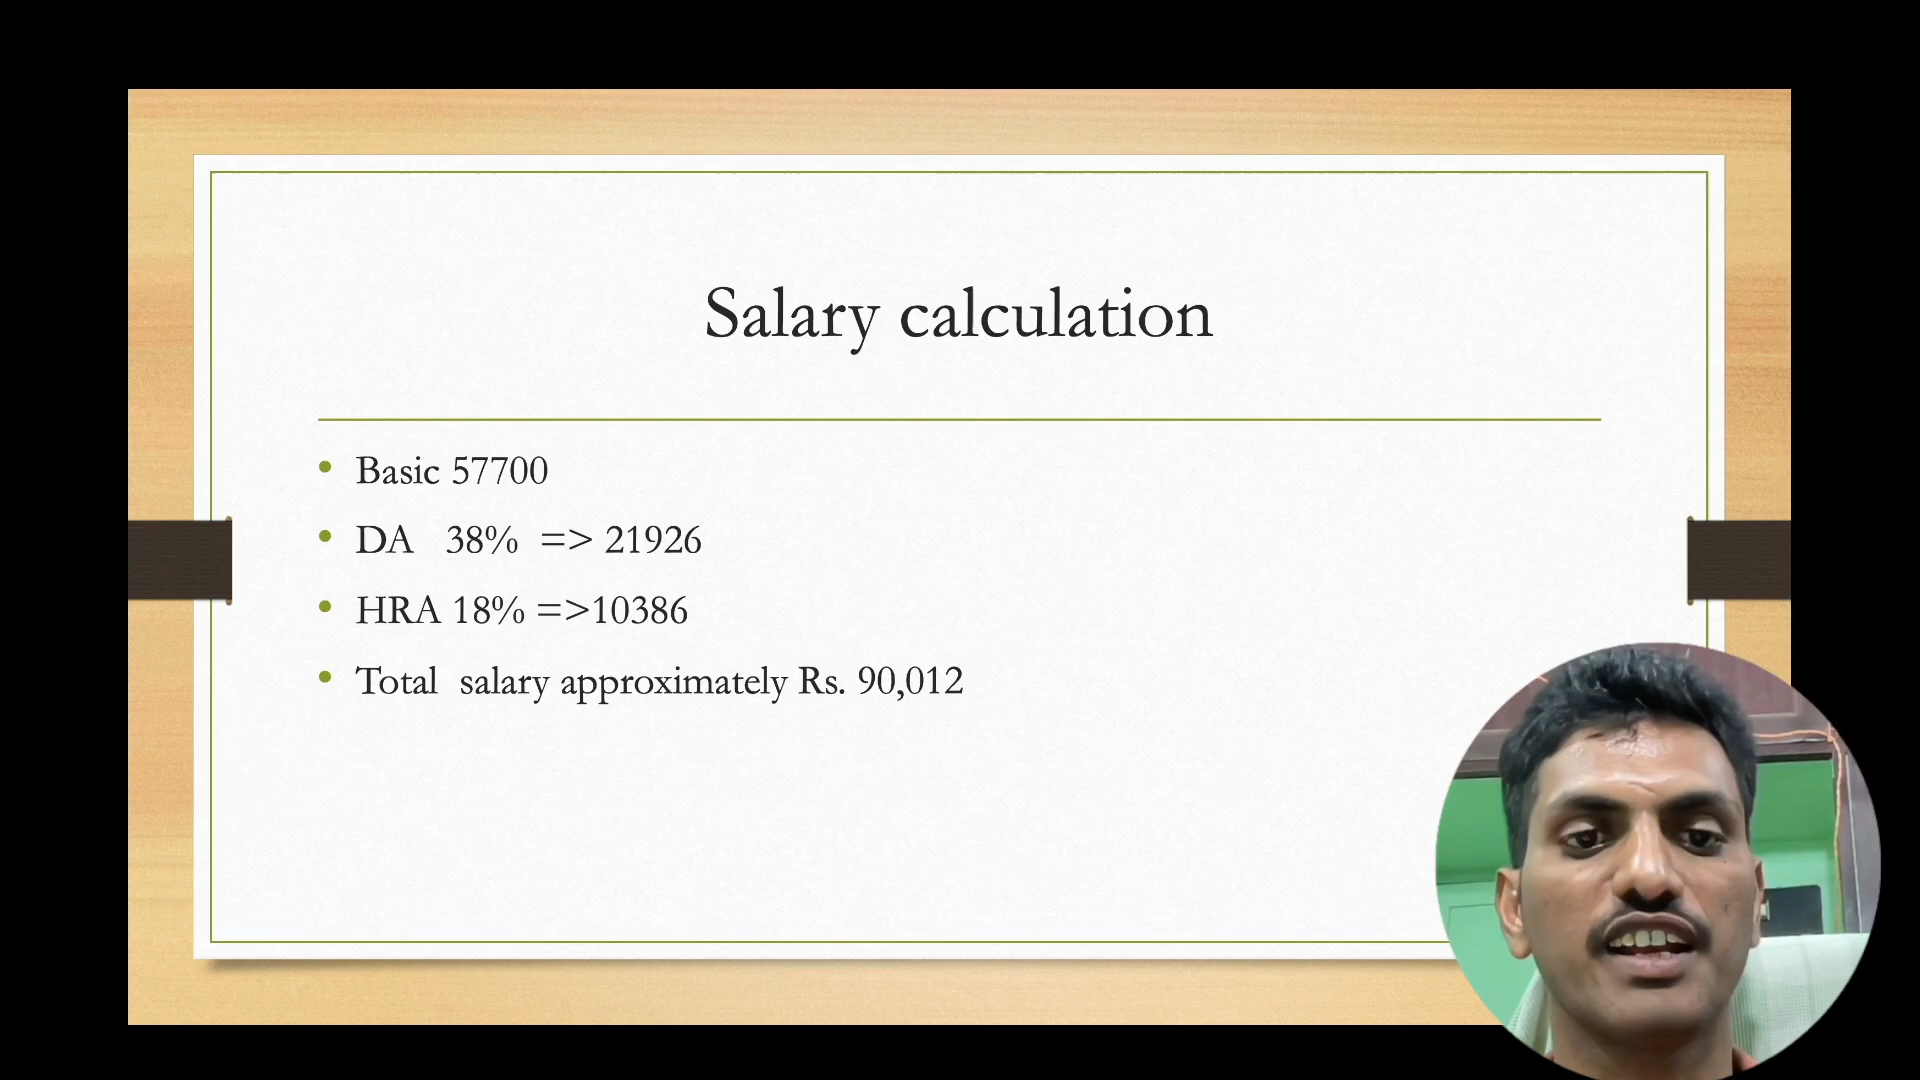 Salary calculation
Basic 57700
DA 38% => 21926
HRA 18% =>10386
Total salary approximately Rs. 90,012